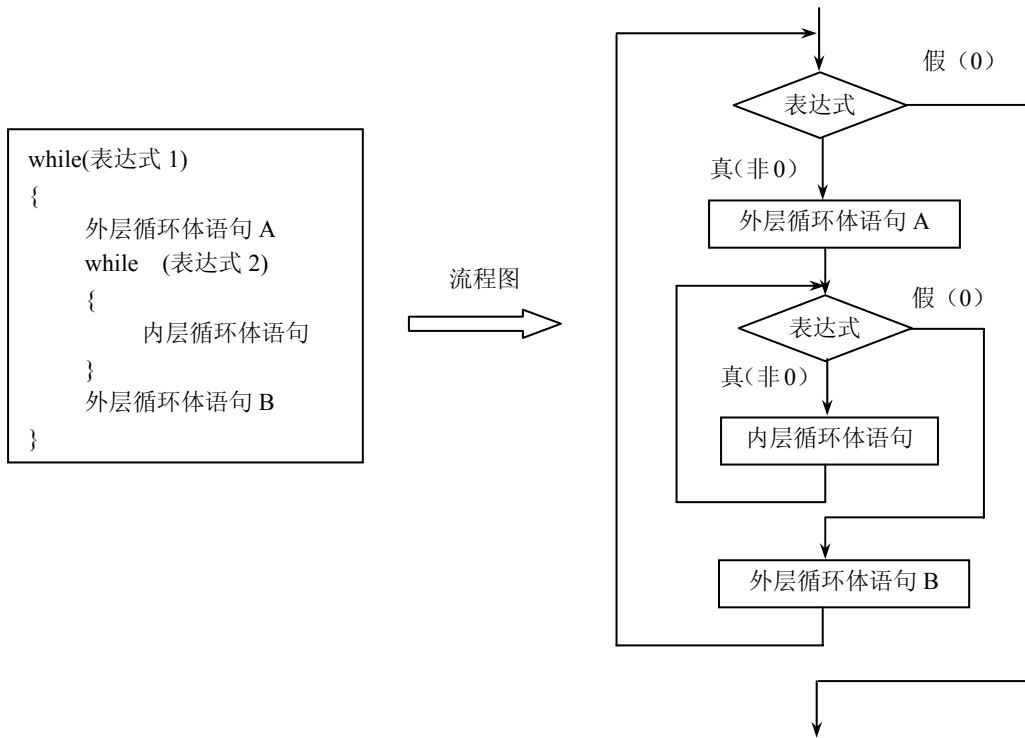 while(表达式 1)
{
外层循环体语句 A
while (表达式 2)
{
内层循环体语句
}
外层循环体语句 B
}
流程图
假（0）
表达式
真（非 0）
外层循环体语句 A
假（0）
表达式
真（非 0）
内层循环体语句
外层循环体语句 B